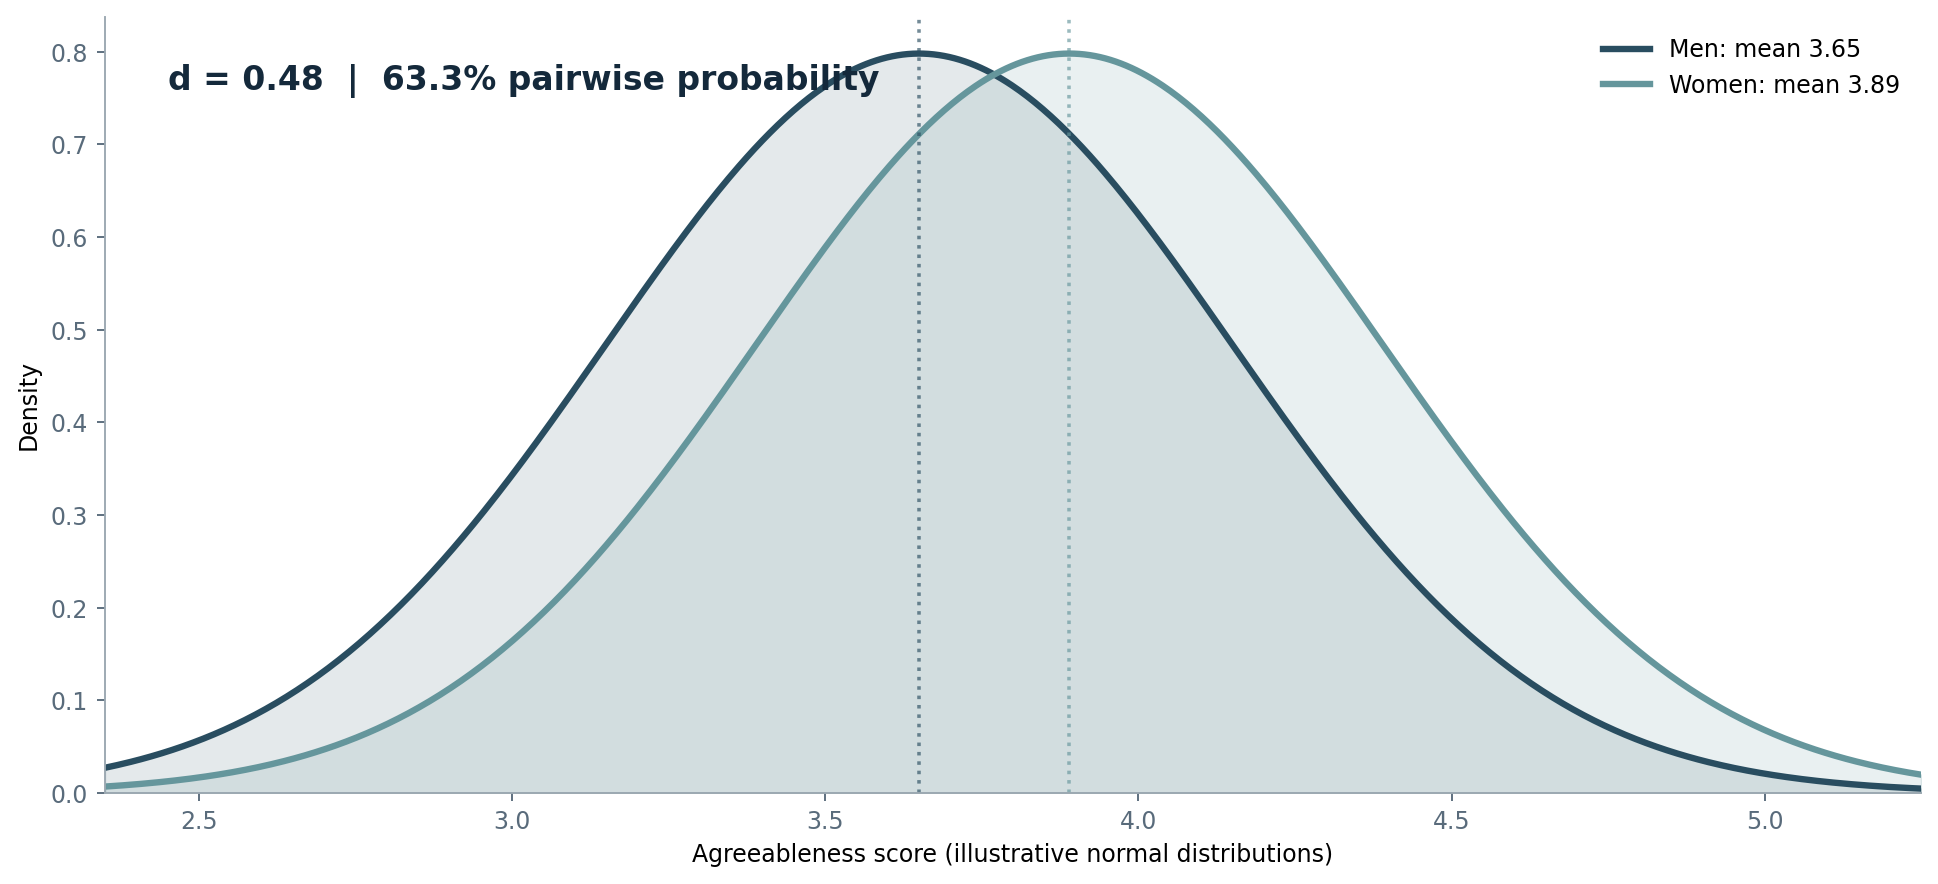 d = 0.48 | 63.3% pairwise probability
Men: mean 3.65
Women: mean 3.89
Density
0.8
0.7
0.6
0.5
0.4
0.3
0.2
0.1
0.0
2.5 3.0 3.5 4.0 4.5 5.0
Agreeableness score (illustrative normal distributions)